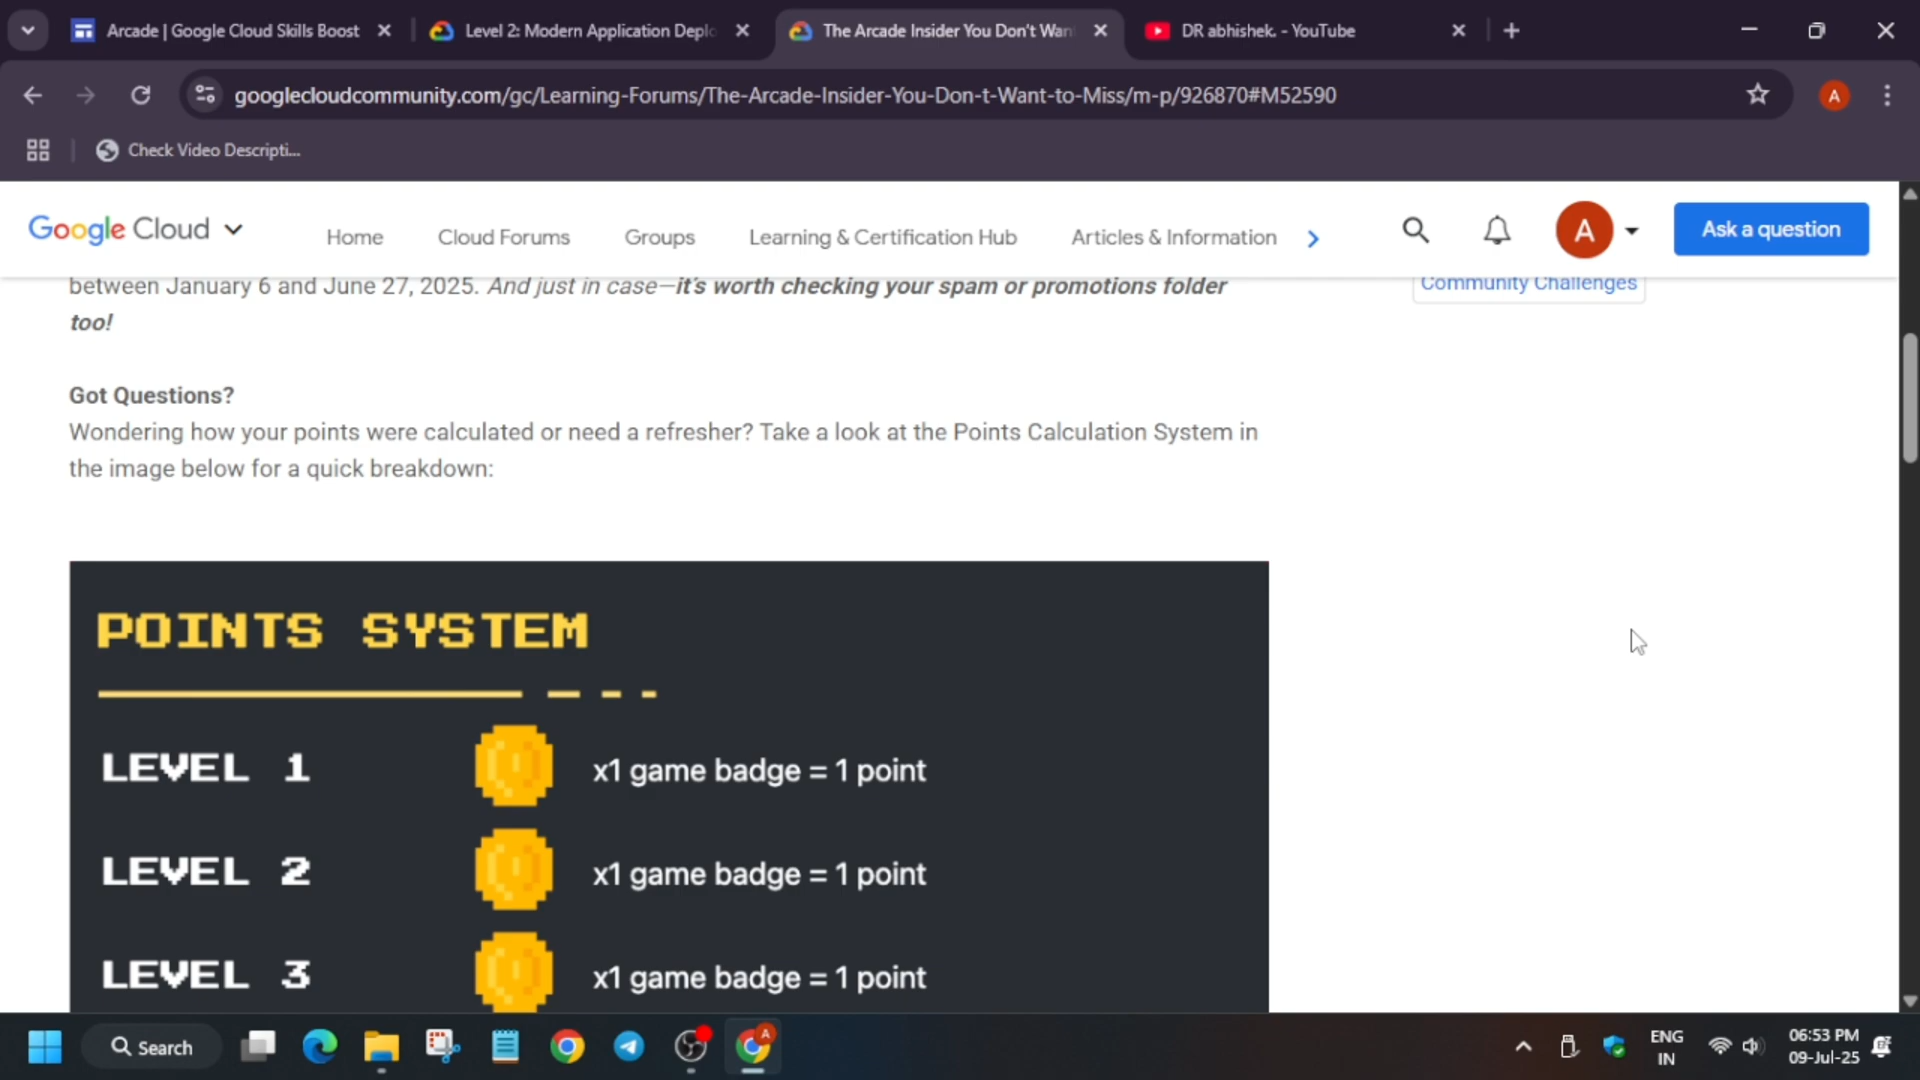 Arcade | Google Cloud Skills Boost
Level 2: Modern Application Deplo
The Arcade Insider You Don't Wan
DR abhishek. - YouTube
googlecloudcommunity.com/gc/Learning-Forums/The-Arcade-Insider-You-Don-t-Want-to-Miss/m-p/926870#M52590
A
Check Video Descripti...
Google Cloud
Home
Cloud Forums
Groups
Learning & Certification Hub
Articles & Information
A
Ask a question
between January 6 and June 27, 2025. And just in case—it's worth checking your spam or promotions folder
too!
Community Challenges
Got Questions?
Wondering how your points were calculated or need a refresher? Take a look at the Points Calculation System in
the image below for a quick breakdown:
POINTS SYSTEM
LEVEL 1 x1 game badge = 1 point
LEVEL 2 x1 game badge = 1 point
LEVEL 3 x1 game badge = 1 point
Search
A
ENG
IN
06:53 PM
09-Jul-25